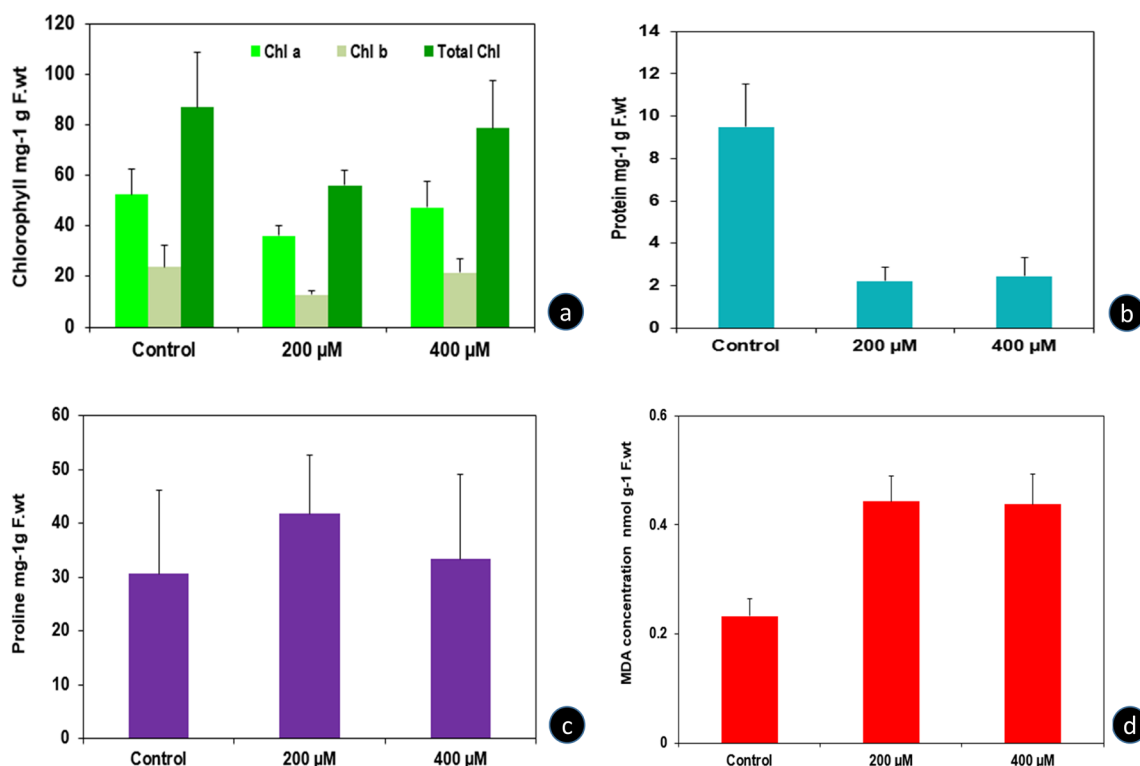 Chlorophyll mg-1 g F.wt
120
100
80
60
40
20
0
Chl a Chl b Total Chl
Control 200 µM 400 µM
a
Protein mg-1 g F.wt
14
12
10
8
6
4
2
0
Control 200 µM 400 µM
b
Proline mg-1g F.wt
60
50
40
30
20
10
0
Control 200 µM 400 µM
c
MDA concentration nmol g-1 F.wt
0.6
0.4
0.2
0
Control 200 µM 400 µM
d